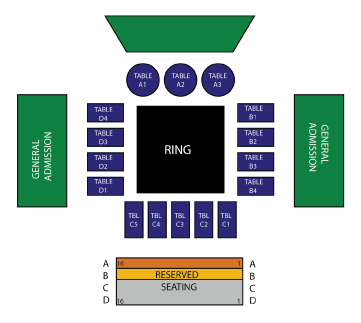 TABLE
A1
TABLE
A2
TABLE
A3
GENERAL
ADMISSION
TABLE
D4
TABLE
D3
TABLE
D2
TABLE
D1
RING
TABLE
B1
TABLE
B2
TABLE
B3
TABLE
B4
GENERAL
ADMISSION
TBL
C5
TBL
C4
TBL
C3
TBL
C2
TBL
C1
A 16 1 A
B RESERVED B
C SEATING C
D 16 1 D